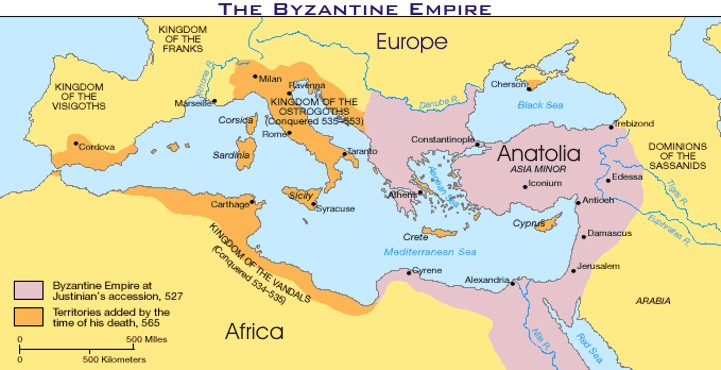 THE BYZANTINE EMPIRE
KINGDOM
OF THE
FRANKS
Europe
KINGDOM
OF THE
VISIGOTHS
Rhone R.
Milan
Ravenna
Marseille
KINGDOM OF THE
OSTROGOTHS
(Conquered 535–553)
Corsica
Rome
Sardinia
Taranto
Cordova
Sicily
Syracuse
Carthage
KINGDOM OF THE VANDALS
(Conquered 534–535)
Cherson
Black Sea
Danube R.
Constantinople
Trebizond
Anatolia
ASIA MINOR
Iconium
DOMINIONS
OF THE
SASSANIDS
Edessa
Tigris R.
Euphrates R.
Antioch
Athens
Aegean Sea
Crete
Cyprus
Damascus
Mediterranean Sea
Cyrene
Alexandria
Jerusalem
ARABIA
Nile R.
Red Sea
Africa
Byzantine Empire at
Justinian's accession, 527
Territories added by the
time of his death, 565
0 500 Miles
0 500 Kilometers